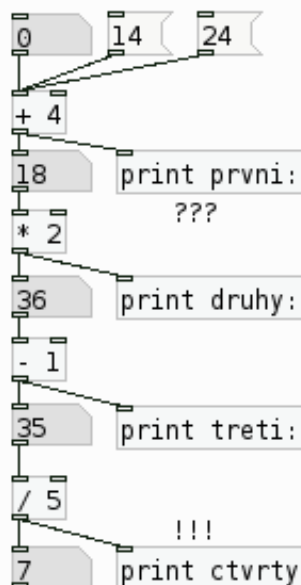 0 14 24
+ 4
18 print prvni:
???
* 2
36 print druhy:
- 1
35 print treti:
/ 5
!!!
7 print ctvrty